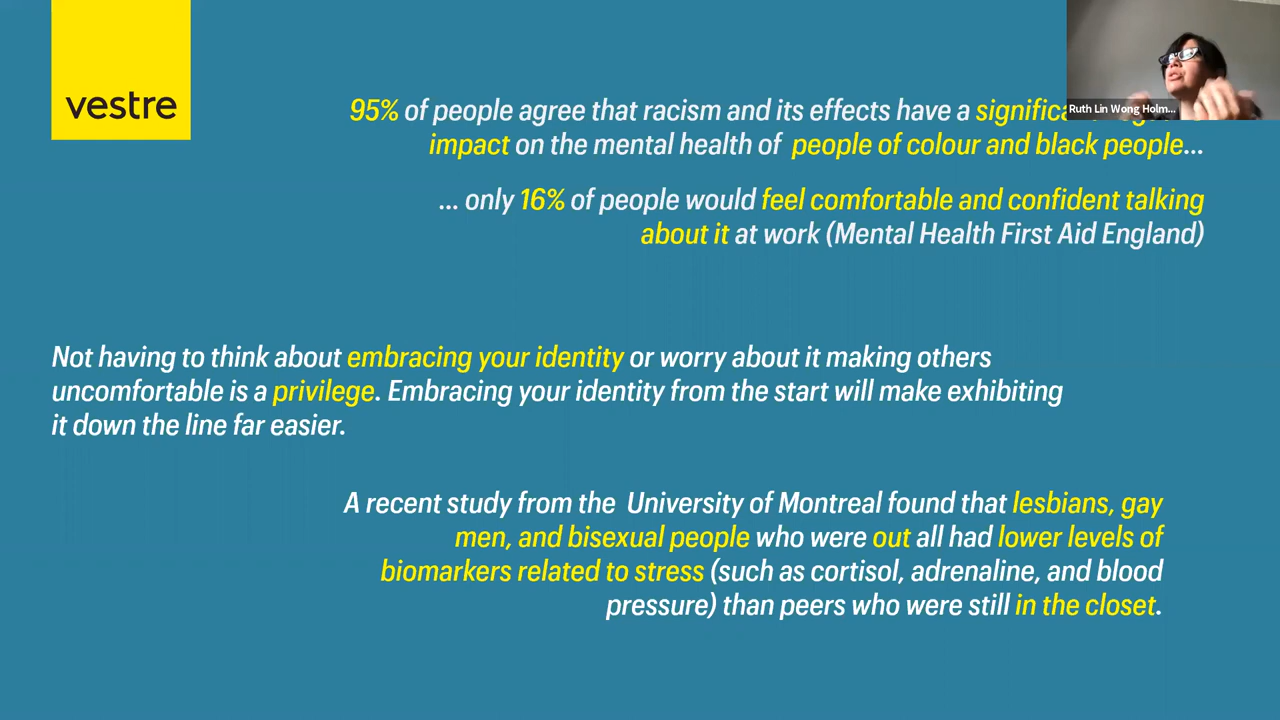 vestre
Ruth Lin Wong Holm...
95% of people agree that racism and its effects have a
impact on the mental health of people of colour and black people...
... only 16% of people would feel comfortable and confident talking
about it at work (Mental Health First Aid England)
Not having to think about embracing your identity or worry about it making others
uncomfortable is a privilege. Embracing your identity from the start will make exhibiting
it down the line far easier.
A recent study from the University of Montreal found that lesbians, gay
men, and bisexual people who were out all had lower levels of
biomarkers related to stress (such as cortisol, adrenaline, and blood
pressure) than peers who were still in the closet.